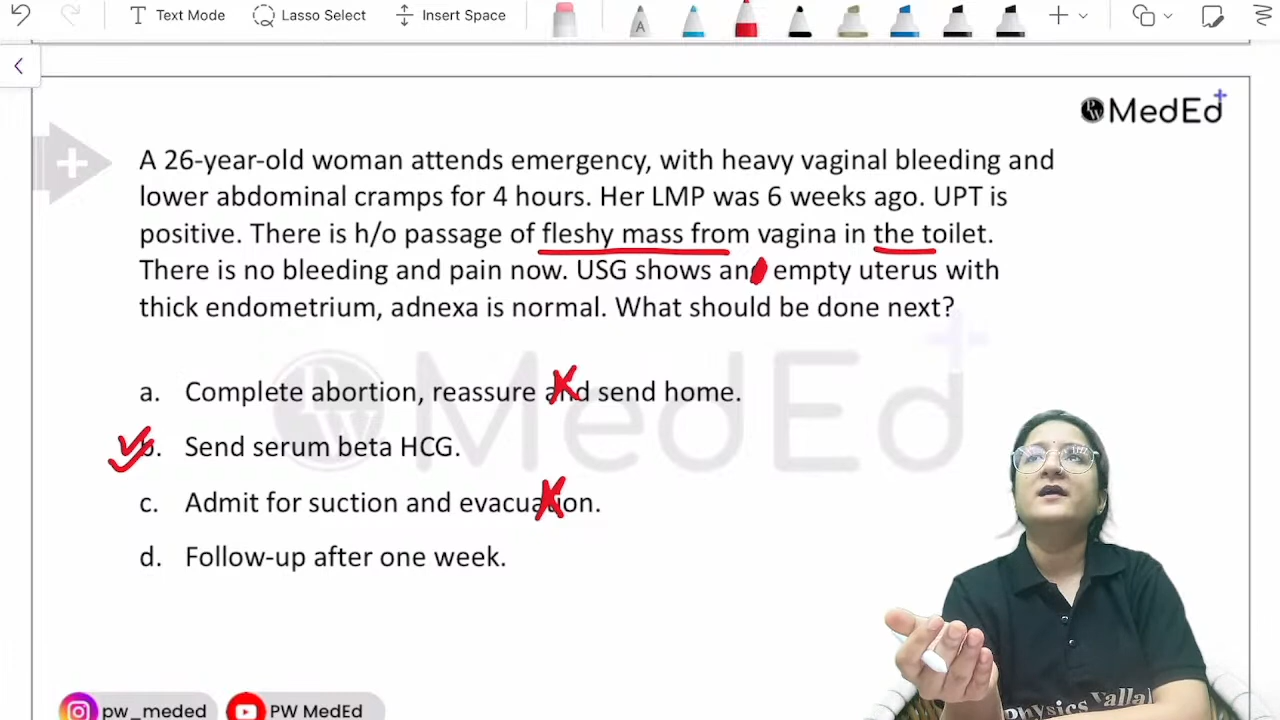 Text Mode
Lasso Select
Insert Space
A
PW MedEd
A 26-year-old woman attends emergency, with heavy vaginal bleeding and
lower abdominal cramps for 4 hours. Her LMP was 6 weeks ago. UPT is
positive. There is h/o passage of fleshy mass from vagina in the toilet.
There is no bleeding and pain now. USG shows an empty uterus with
thick endometrium, adnexa is normal. What should be done next?
MedEd
a. Complete abortion, reassure and send home.
b. Send serum beta HCG.
c. Admit for suction and evacuation.
d. Follow-up after one week.
Physics Walla
pw_meded
PW MedEd